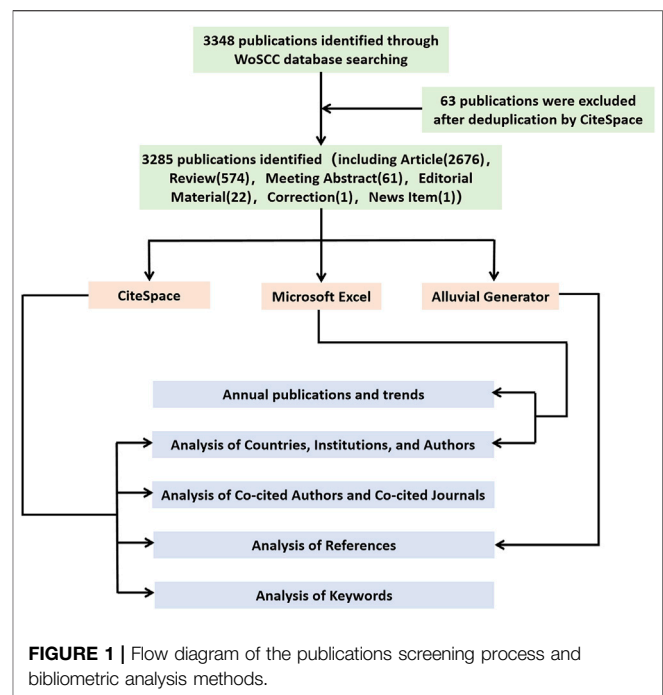 3348 publications identified through
WoSCC database searching
63 publications were excluded
after deduplication by CiteSpace
3285 publications identified（including Article(2676),
Review(574), Meeting Abstract(61), Editorial
Material(22), Correction(1), News Item(1))
CiteSpace
Microsoft Excel
Alluvial Generator
Annual publications and trends
Analysis of Countries, Institutions, and Authors
Analysis of Co-cited Authors and Co-cited Journals
Analysis of References
Analysis of Keywords
FIGURE 1 | Flow diagram of the publications screening process and
bibliometric analysis methods.